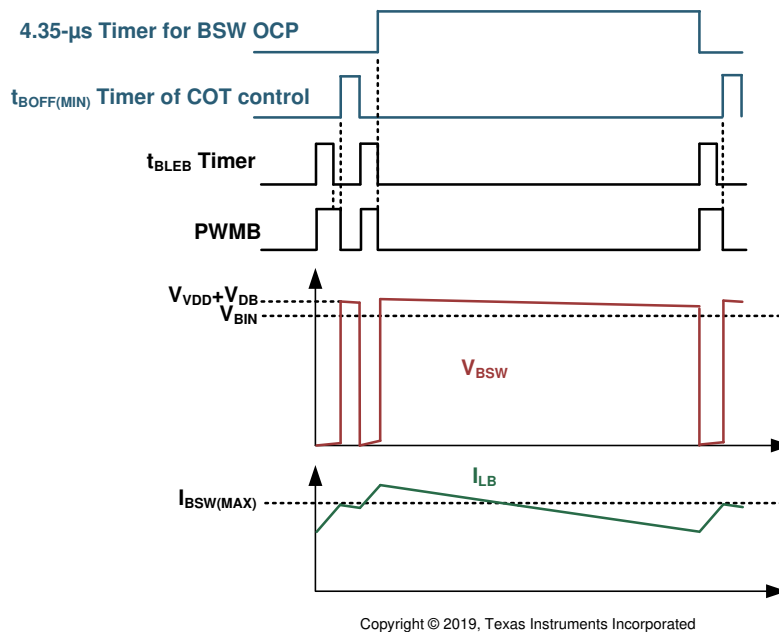 4.35-µs Timer for BSW OCP
tBOFF(MIN) Timer of COT control
tBLEB Timer
PWMB
VVDD+VDB
VBIN
VBSW
ILB
IBSW(MAX)
Copyright © 2019, Texas Instruments Incorporated